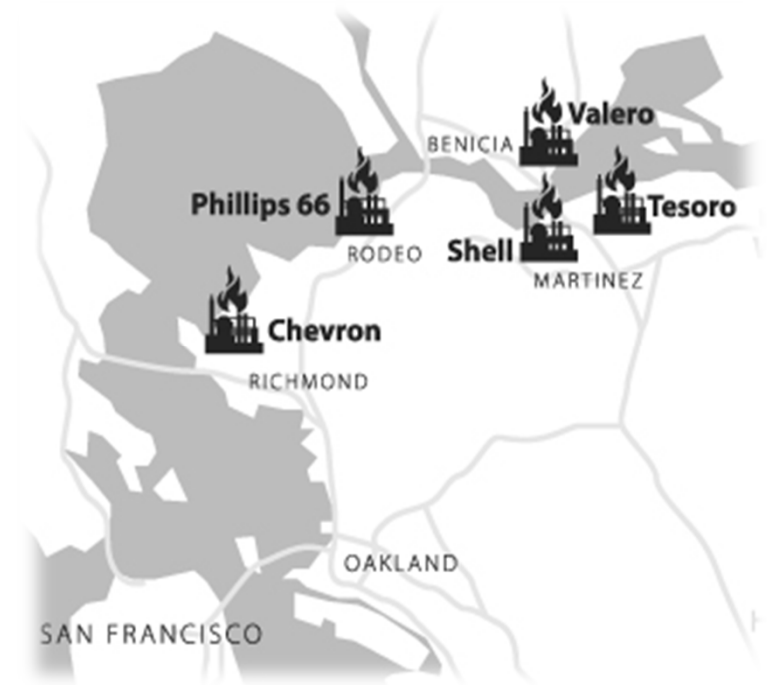 Valero
BENICIA
Phillips 66
Tesoro
Shell
RODEO
MARTINEZ
Chevron
RICHMOND
OAKLAND
SAN FRANCISCO